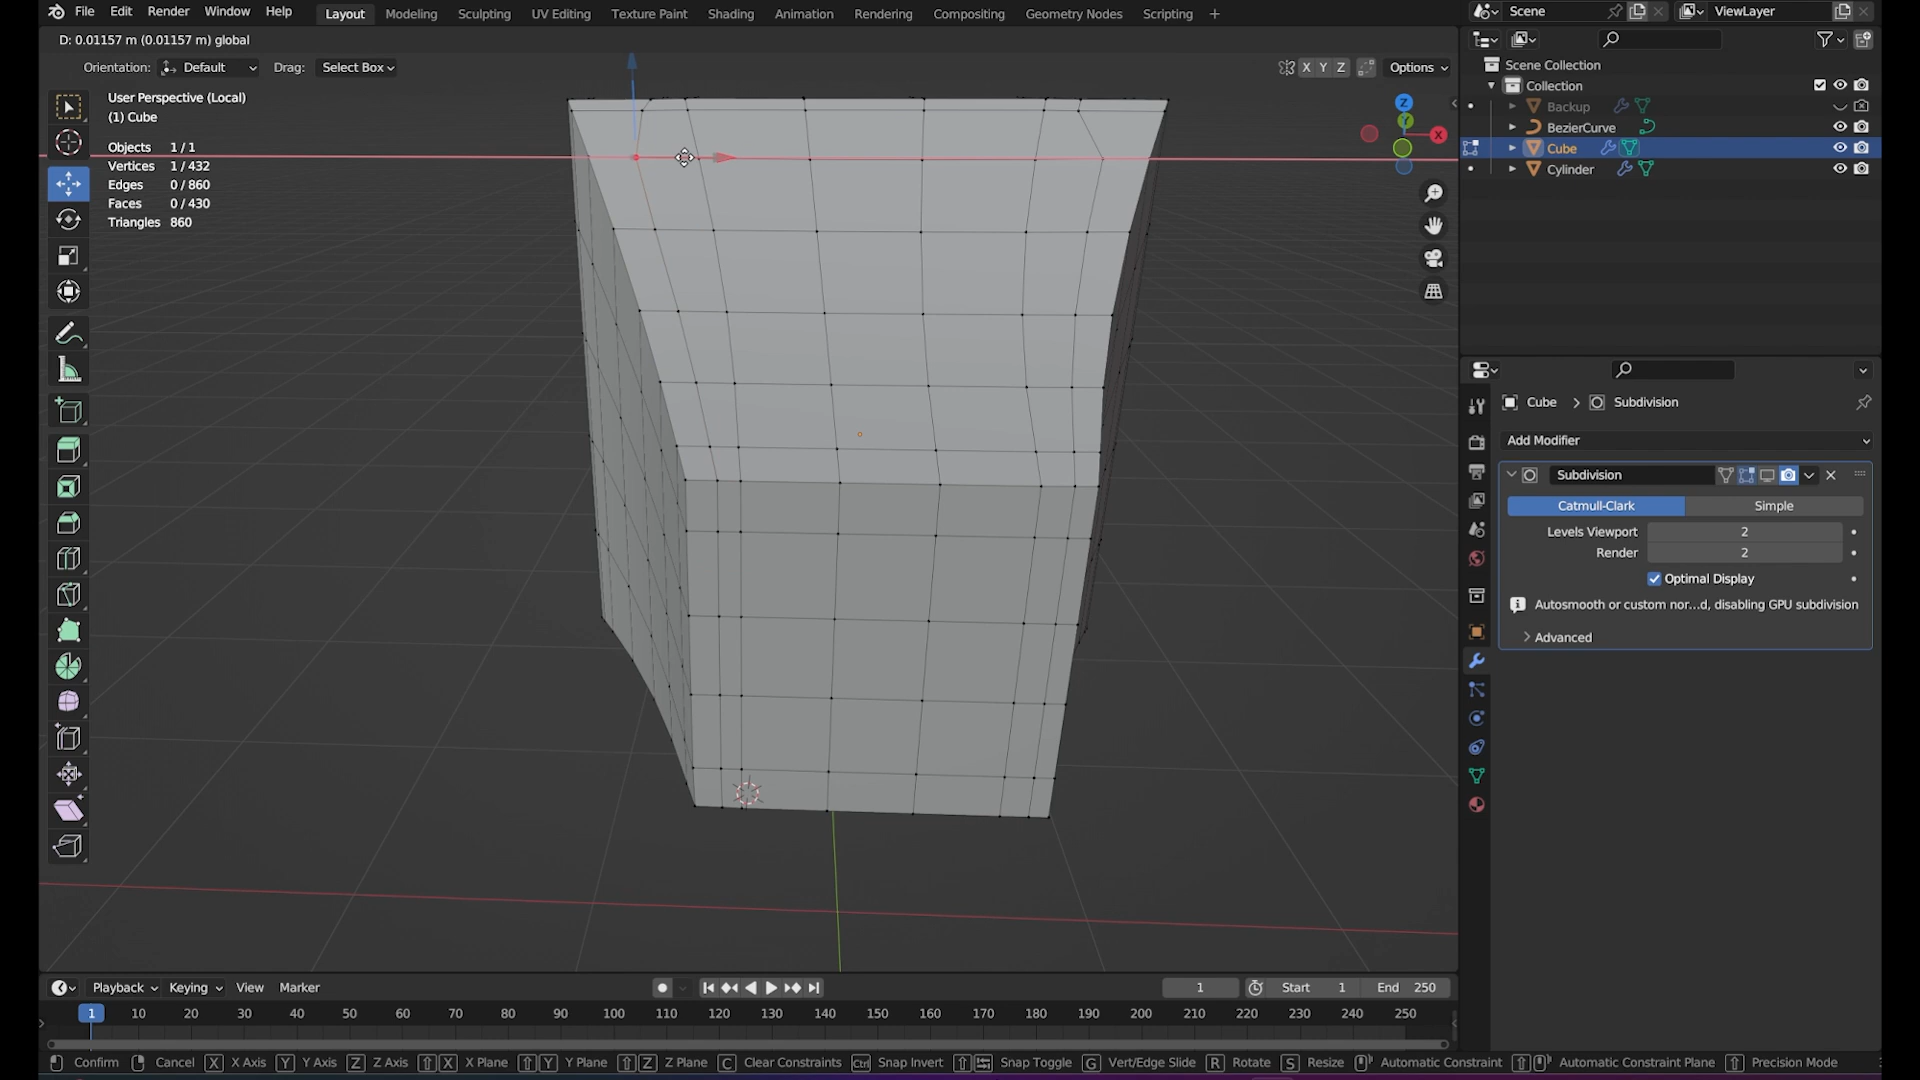 File Edit Render Window Help Layout Modeling Sculpting UV Editing Texture Paint Shading Animation Rendering Compositing Geometry Nodes Scripting + Scene ViewLayer
D: 0.01157 m (0.01157 m) global
Orientation: Default Drag: Select Box X Y Z Options
User Perspective (Local)
(1) Cube
Objects 1 / 1
Vertices 1 / 432
Edges 0 / 860
Faces 0 / 430
Triangles 860
Z
Y
X
Scene Collection
Collection
Backup
BezierCurve
Cube
Cylinder
Cube > Subdivision
Add Modifier
Subdivision
Catmull-Clark Simple
Levels Viewport 2
Render 2
Optimal Display
Autosmooth or custom nor...d, disabling GPU subdivision
Advanced
Playback Keying View Marker 1 Start 1 End 250
1 10 20 30 40 50 60 70 80 90 100 110 120 130 140 150 160 170 180 190 200 210 220 230 240 250
Confirm Cancel X X Axis Y Y Axis Z Z Axis X X Plane Y Y Plane Z Z Plane C Clear Constraints Ctrl Snap Invert Snap Toggle G Vert/Edge Slide R Rotate S Resize Automatic Constraint Automatic Constraint Plane Precision Mode